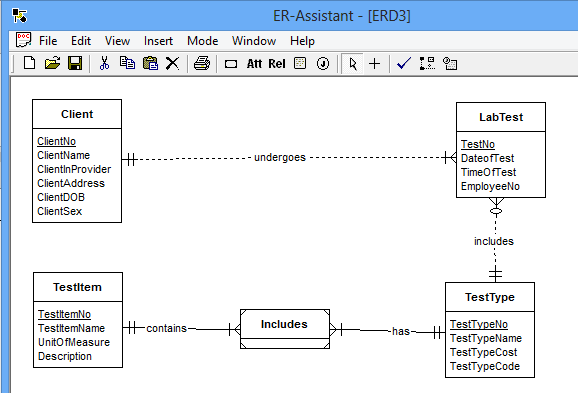 ER-Assistant - [ERD3]
DOC
File Edit View Insert Mode Window Help
Att Rel J
Client
ClientNo
ClientName
ClientInProvider
ClientAddress
ClientDOB
ClientSex
undergoes
LabTest
TestNo
DateofTest
TimeOfTest
EmployeeNo
includes
TestItem
TestItemNo
TestItemName
UnitOfMeasure
Description
contains
Includes
has
TestType
TestTypeNo
TestTypeName
TestTypeCost
TestTypeCode